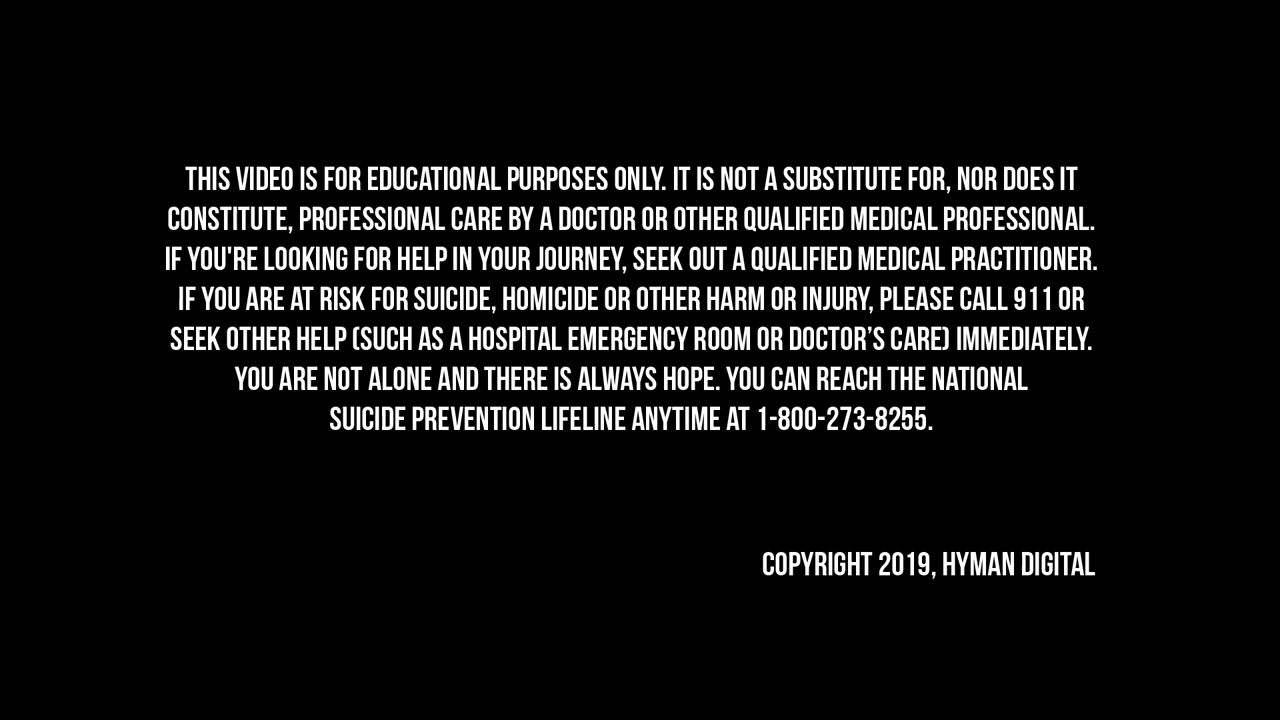 THIS VIDEO IS FOR EDUCATIONAL PURPOSES ONLY. IT IS NOT A SUBSTITUTE FOR, NOR DOES IT
CONSTITUTE, PROFESSIONAL CARE BY A DOCTOR OR OTHER QUALIFIED MEDICAL PROFESSIONAL.
IF YOU'RE LOOKING FOR HELP IN YOUR JOURNEY, SEEK OUT A QUALIFIED MEDICAL PRACTITIONER.
IF YOU ARE AT RISK FOR SUICIDE, HOMICIDE OR OTHER HARM OR INJURY, PLEASE CALL 911 OR
SEEK OTHER HELP (SUCH AS A HOSPITAL EMERGENCY ROOM OR DOCTOR’S CARE) IMMEDIATELY.
YOU ARE NOT ALONE AND THERE IS ALWAYS HOPE. YOU CAN REACH THE NATIONAL
SUICIDE PREVENTION LIFELINE ANYTIME AT 1-800-273-8255.
COPYRIGHT 2019, HYMAN DIGITAL